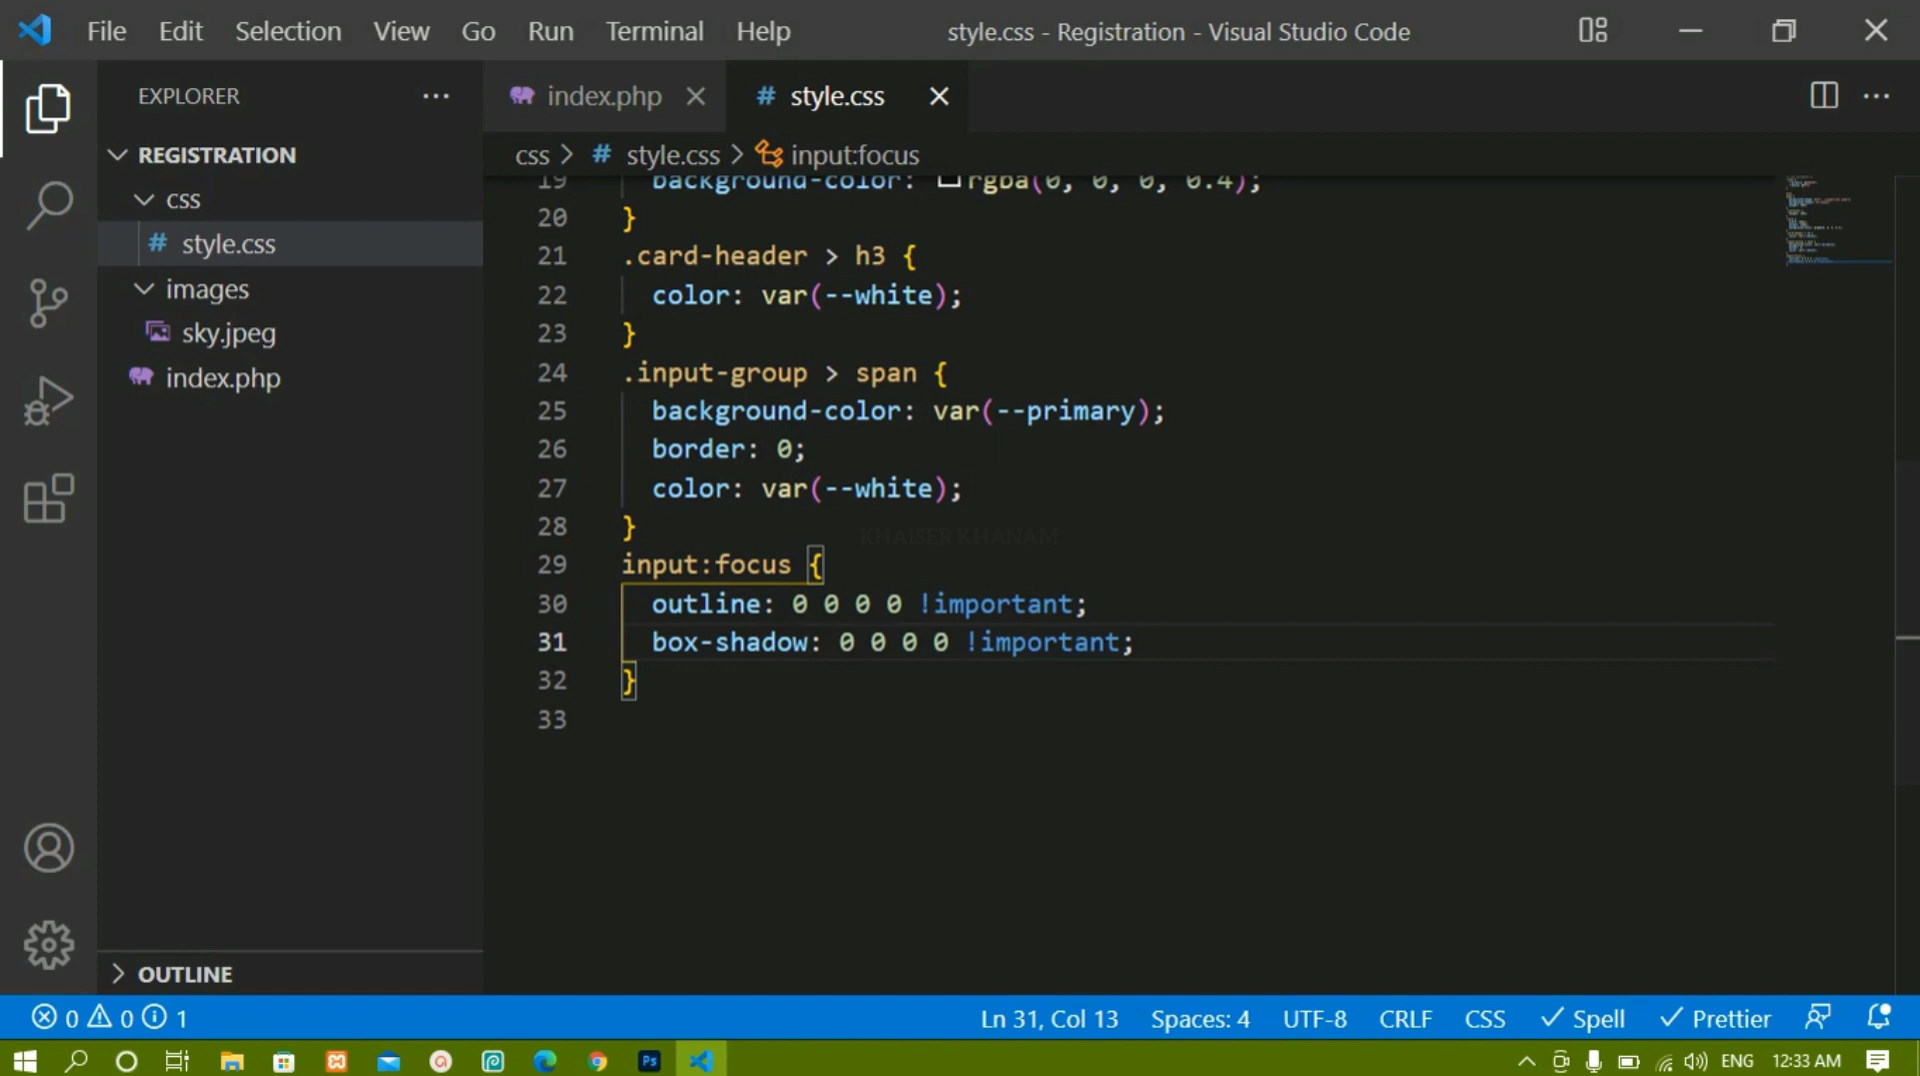 File Edit Selection View Go Run Terminal Help style.css - Registration - Visual Studio Code
EXPLORER ...
index.php
# style.css
REGISTRATION
css > # style.css > input:focus
css
# style.css
images
sky.jpeg
index.php
19 background-color: rgba(0, 0, 0, 0.4);
20 }
21 .card-header > h3 {
22 color: var(--white);
23 }
24 .input-group > span {
25 background-color: var(--primary);
26 border: 0;
27 color: var(--white);
28 }
KHAISER KHANAM
29 input:focus {
30 outline: 0 0 0 0 !important;
31 box-shadow: 0 0 0 0 !important;
32 }
33
OUTLINE
0 0 1 Ln 31, Col 13 Spaces: 4 UTF-8 CRLF CSS Spell Prettier
Ps ENG 12:33 AM